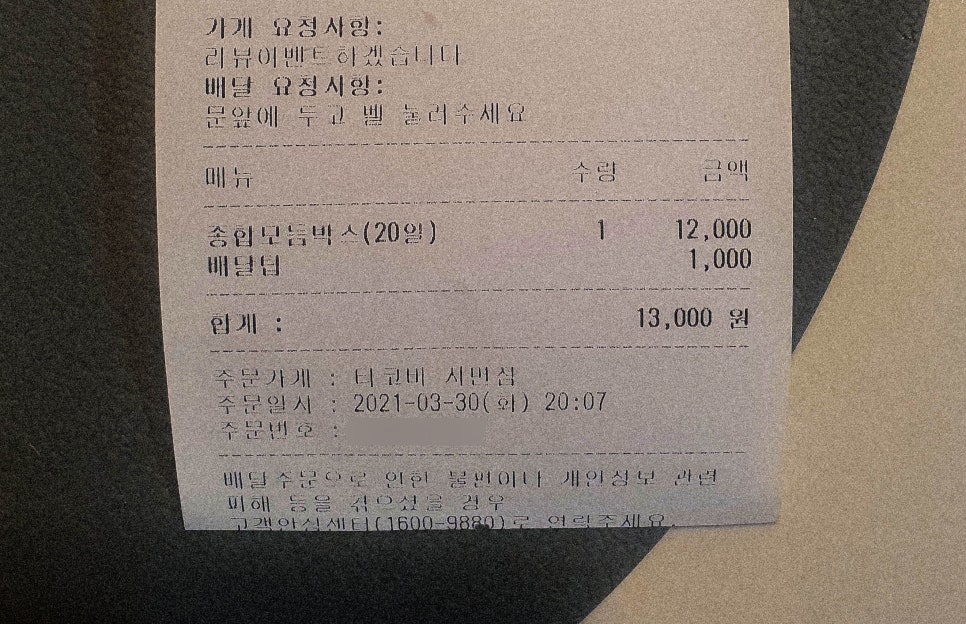 가게 요청사항:
리뷰이벤트하겠습니다
배달 요청사항:
문앞에 두고 벨 눌러주세요
메뉴 수량 금액
종합모듬박스(20알) 1 12,000
배달팁 1,000
합계 : 13,000 원
주문가게 : 타코비 서면점
주문일시 : 2021-03-30(화) 20:07
주문번호 :
배달주문으로 인한 불편이나 개인정보 관련
피해 등을 겪으셨을 경우
고객안심센터(1600-9880)로 연락주세요.